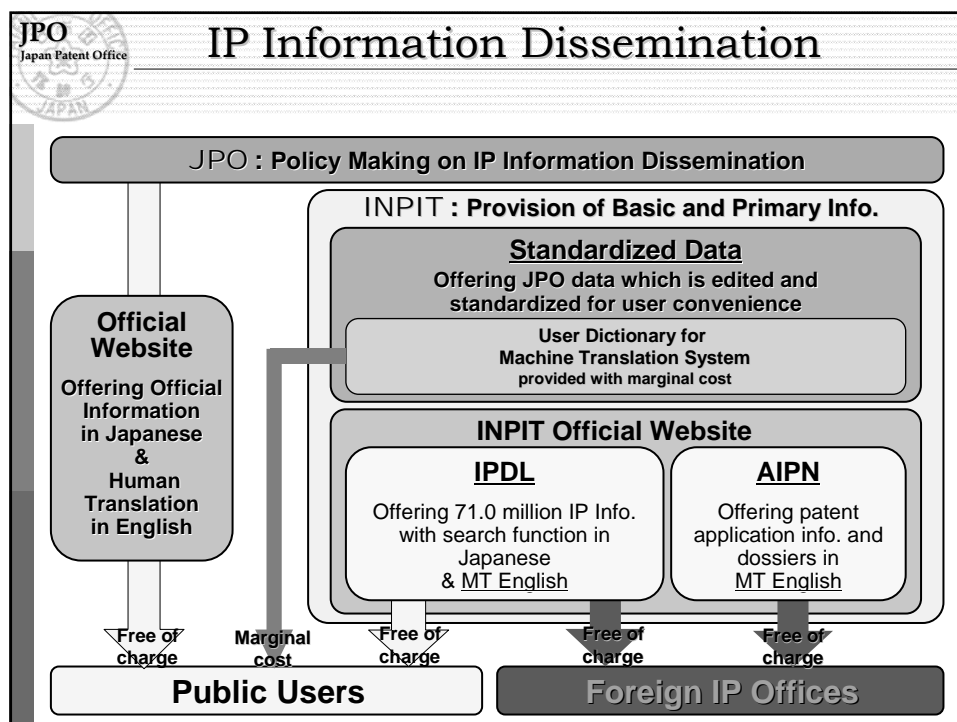 JPO
Japan Patent Office
JAPAN
IP Information Dissemination
JPO : Policy Making on IP Information Dissemination
INPIT : Provision of Basic and Primary Info.
Standardized Data
Offering JPO data which is edited and
standardized for user convenience
User Dictionary for
Machine Translation System
provided with marginal cost
Official
Website
Offering Official
Information
in Japanese
&
Human
Translation
in English
INPIT Official Website
IPDL
Offering 71.0 million IP Info.
with search function in
Japanese
& MT English
AIPN
Offering patent
application info. and
dossiers in
MT English
Free of
charge
Marginal
cost
Free of
charge
Free of
charge
Free of
charge
Public Users
Foreign IP Offices